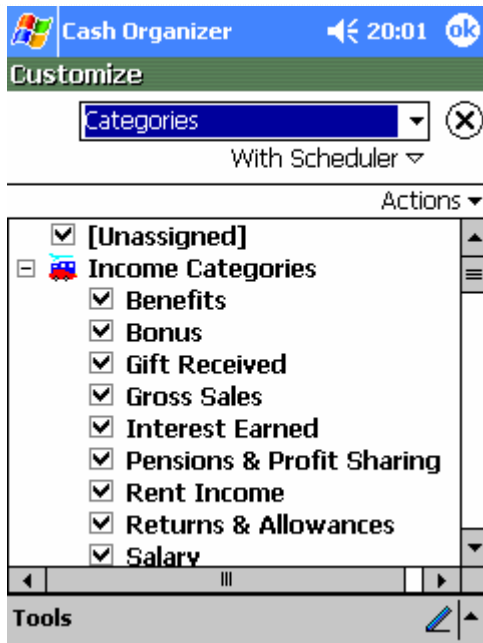 Cash Organizer 20:01 ok
Customize
Categories
With Scheduler
Actions
[Unassigned]
Income Categories
Benefits
Bonus
Gift Received
Gross Sales
Interest Earned
Pensions & Profit Sharing
Rent Income
Returns & Allowances
Salary
Tools